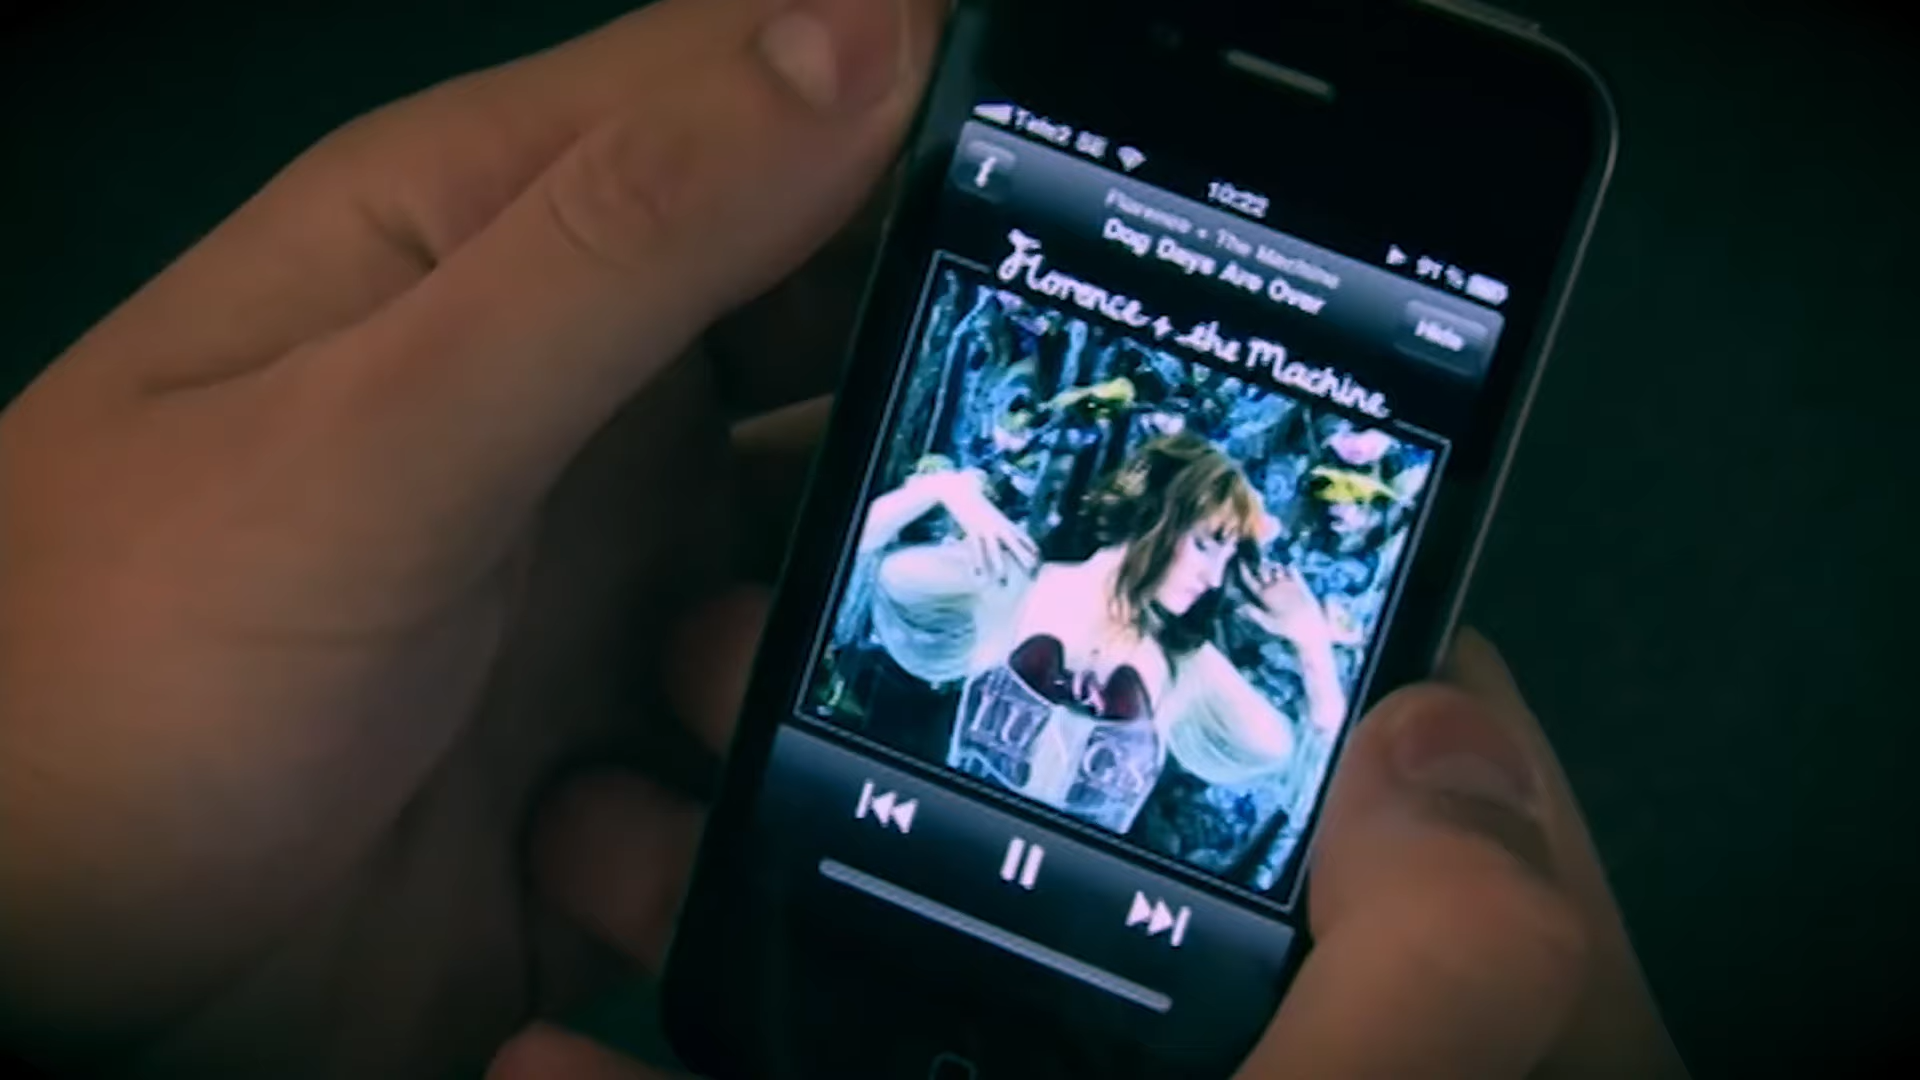 Tele2 SE
10:22
91 %
f
Florence + The Machine
Dog Days Are Over
Hide
Florence + the Machine
LUNGS